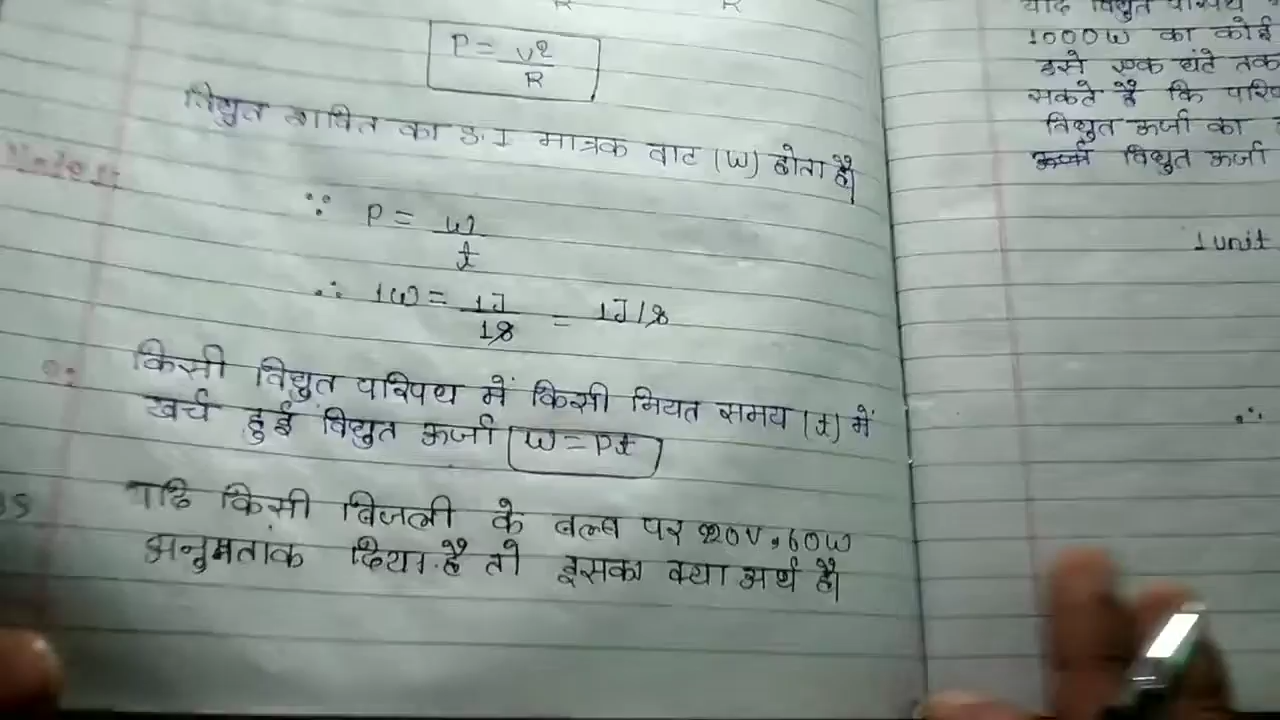 P = V²
R
विधुत शक्ति का S.I मात्रक वाट (W) होता है।
∵ P = W
t
∴ 1W = 1J = 1J/s
1s
किसी विधुत परिपथ में किसी नियत समय (t) में
खर्च हुई विधुत ऊर्जा W = Pt
यदि किसी बिजली के बल्ब पर 220V, 60W
अनुमतांक दिया है तो इसका क्या अर्थ है।
यदि विधुत परिपथ
1000W का कोई
इसे एक घंटे तक
सकते है कि
विधुत ऊर्जा का
विधुत ऊर्जा
1 unit
∴